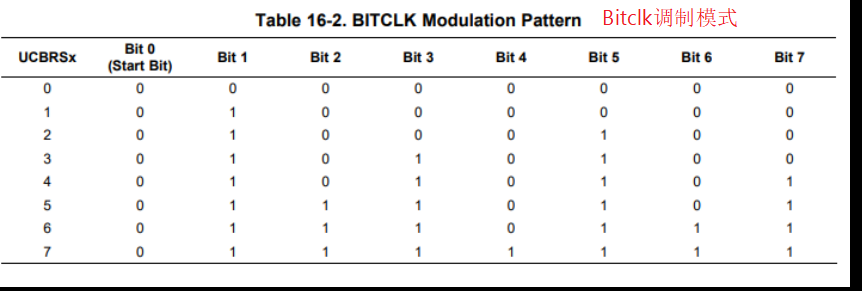 Table 16-2. BITCLK Modulation Pattern Bitclk调制模式
UCBRSx Bit 0 (Start Bit) Bit 1 Bit 2 Bit 3 Bit 4 Bit 5 Bit 6 Bit 7
0 0 0 0 0 0 0 0 0
1 0 1 0 0 0 0 0 0
2 0 1 0 0 0 1 0 0
3 0 1 0 1 0 1 0 0
4 0 1 0 1 0 1 0 1
5 0 1 1 1 0 1 0 1
6 0 1 1 1 0 1 1 1
7 0 1 1 1 1 1 1 1